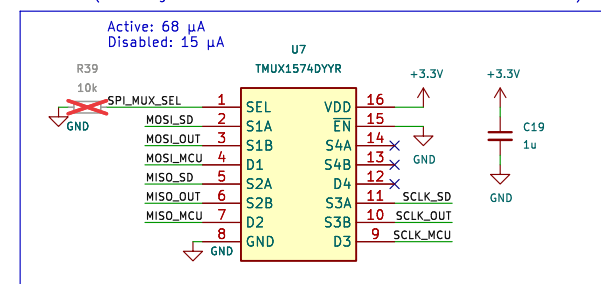 Active: 68 µA
Disabled: 15 µA
U7
TMUX1574DYYR
R39
10k
GND
SPI_MUX_SEL 1 SEL
MOSI_SD 2 S1A
MOSI_OUT 3 S1B
MOSI_MCU 4 D1
MISO_SD 5 S2A
MISO_OUT 6 S2B
MISO_MCU 7 D2
GND 8 GND
VDD 16 +3.3V
EN 15 GND
S4A 14
S4B 13
D4 12
S3A 11 SCLK_SD
S3B 10 SCLK_OUT
D3 9 SCLK_MCU
+3.3V
C19
1u
GND